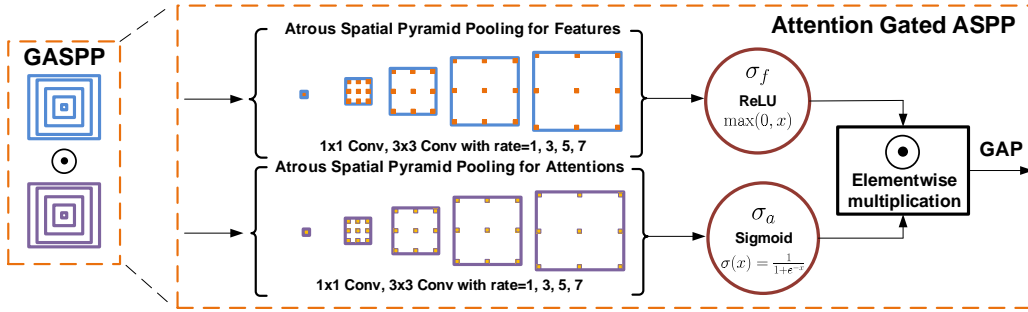 GASPP
Attention Gated ASPP
Atrous Spatial Pyramid Pooling for Features
1x1 Conv, 3x3 Conv with rate=1, 3, 5, 7
σ_f
ReLU
max(0, x)
Atrous Spatial Pyramid Pooling for Attentions
1x1 Conv, 3x3 Conv with rate=1, 3, 5, 7
σ_a
Sigmoid
σ(x) = 1/(1+e^{-x})
Elementwise
multiplication
GAP